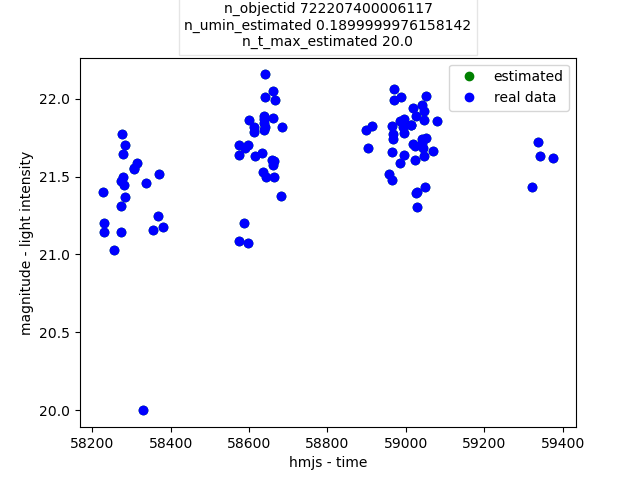 n_objectid 722207400006117
n_umin_estimated 0.1899999976158142
n_t_max_estimated 20.0
estimated
real data
magnitude - light intensity
22.0
21.5
21.0
20.5
20.0
58200 58400 58600 58800 59000 59200 59400
hmjs - time